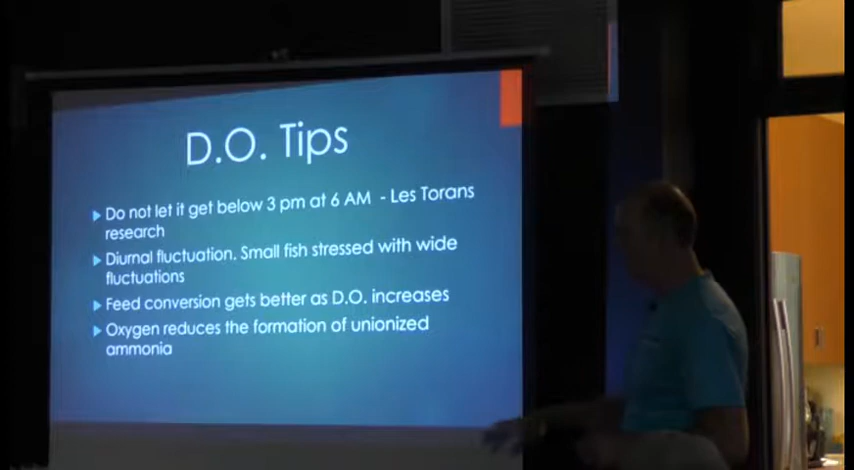 D.O. Tips
Do not let it get below 3 pm at 6 AM - Les Torans
research
Diurnal fluctuation. Small fish stressed with wide
fluctuations
Feed conversion gets better as D.O. increases
Oxygen reduces the formation of unionized
ammonia